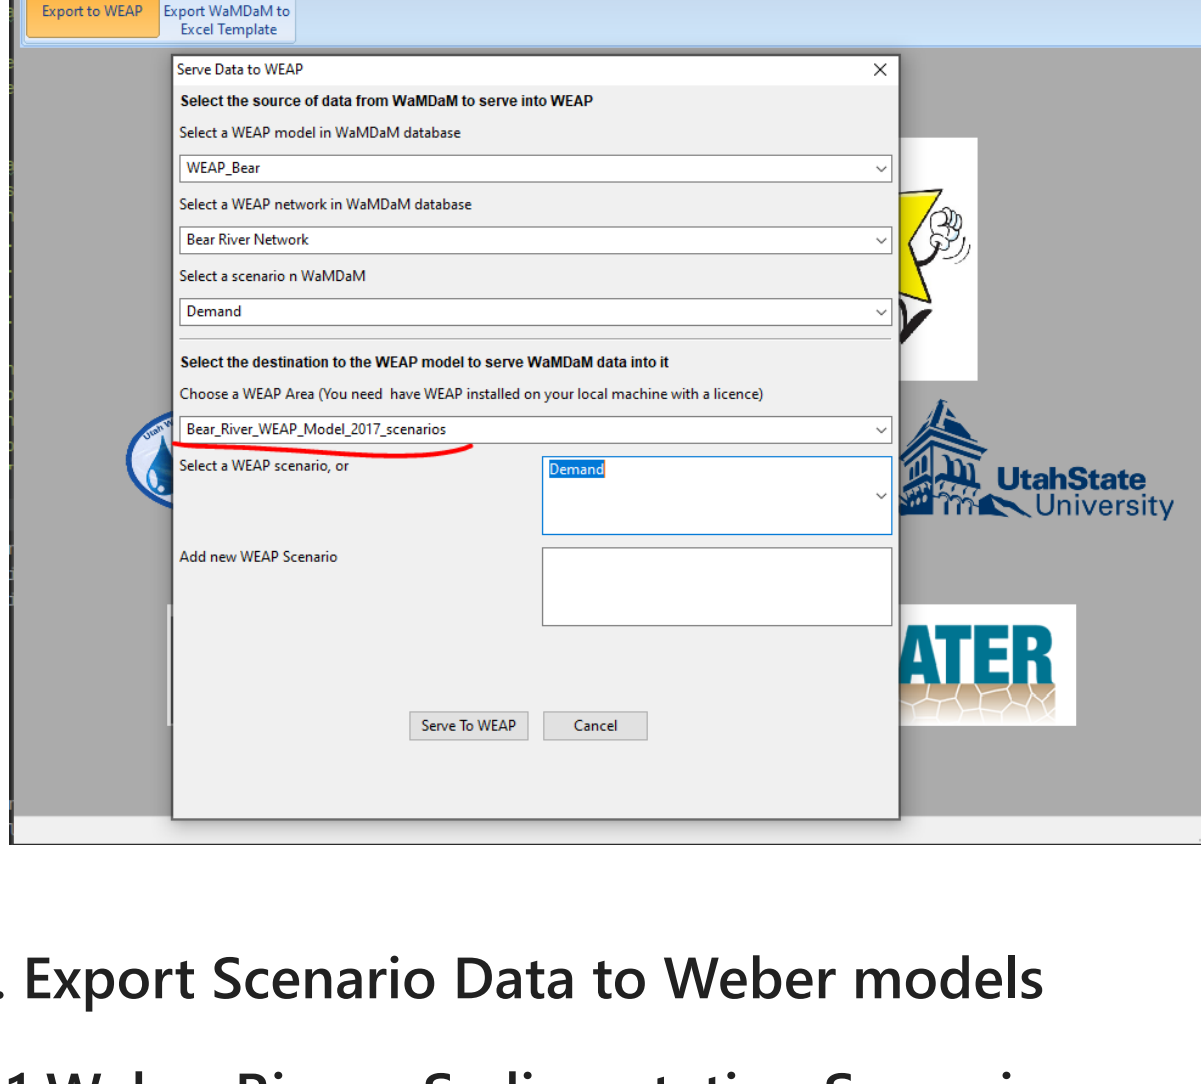 Export to WEAP
Export WaMDaM to
Excel Template
Serve Data to WEAP
Select the source of data from WaMDaM to serve into WEAP
Select a WEAP model in WaMDaM database
WEAP_Bear
Select a WEAP network in WaMDaM database
Bear River Network
Select a scenario n WaMDaM
Demand
Select the destination to the WEAP model to serve WaMDaM data into it
Choose a WEAP Area (You need  have WEAP installed on your local machine with a licence)
Bear_River_WEAP_Model_2017_scenarios
Select a WEAP scenario, or
Demand
Add new WEAP Scenario
Serve To WEAP
Cancel
Utah W
UtahState
University
ATER
. Export Scenario Data to Weber models